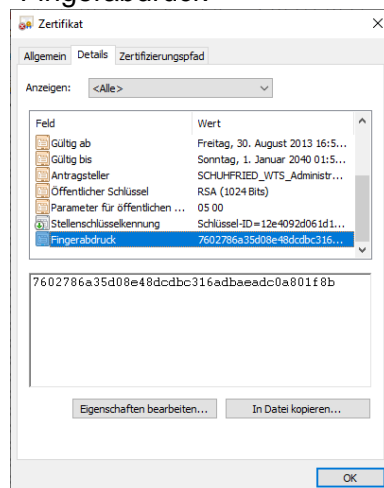 Fingerabdruck
Zertifikat
Allgemein Details Zertifizierungspfad
Anzeigen: <Alle>
Feld Wert
Gültig ab Freitag, 30. August 2013 16:5...
Gültig bis Sonntag, 1. Januar 2040 01:5...
Antragsteller SCHUHFRIED_WTS_Administr...
Öffentlicher Schlüssel RSA (1024 Bits)
Parameter für öffentlichen ... 05 00
Stellenschlüsselkennung Schlüssel-ID=12e4092d061d1...
Fingerabdruck 7602786a35d08e48dcdbc316...
7602786a35d08e48dcdbc316adbaeadc0a801f8b
Eigenschaften bearbeiten... In Datei kopieren...
OK